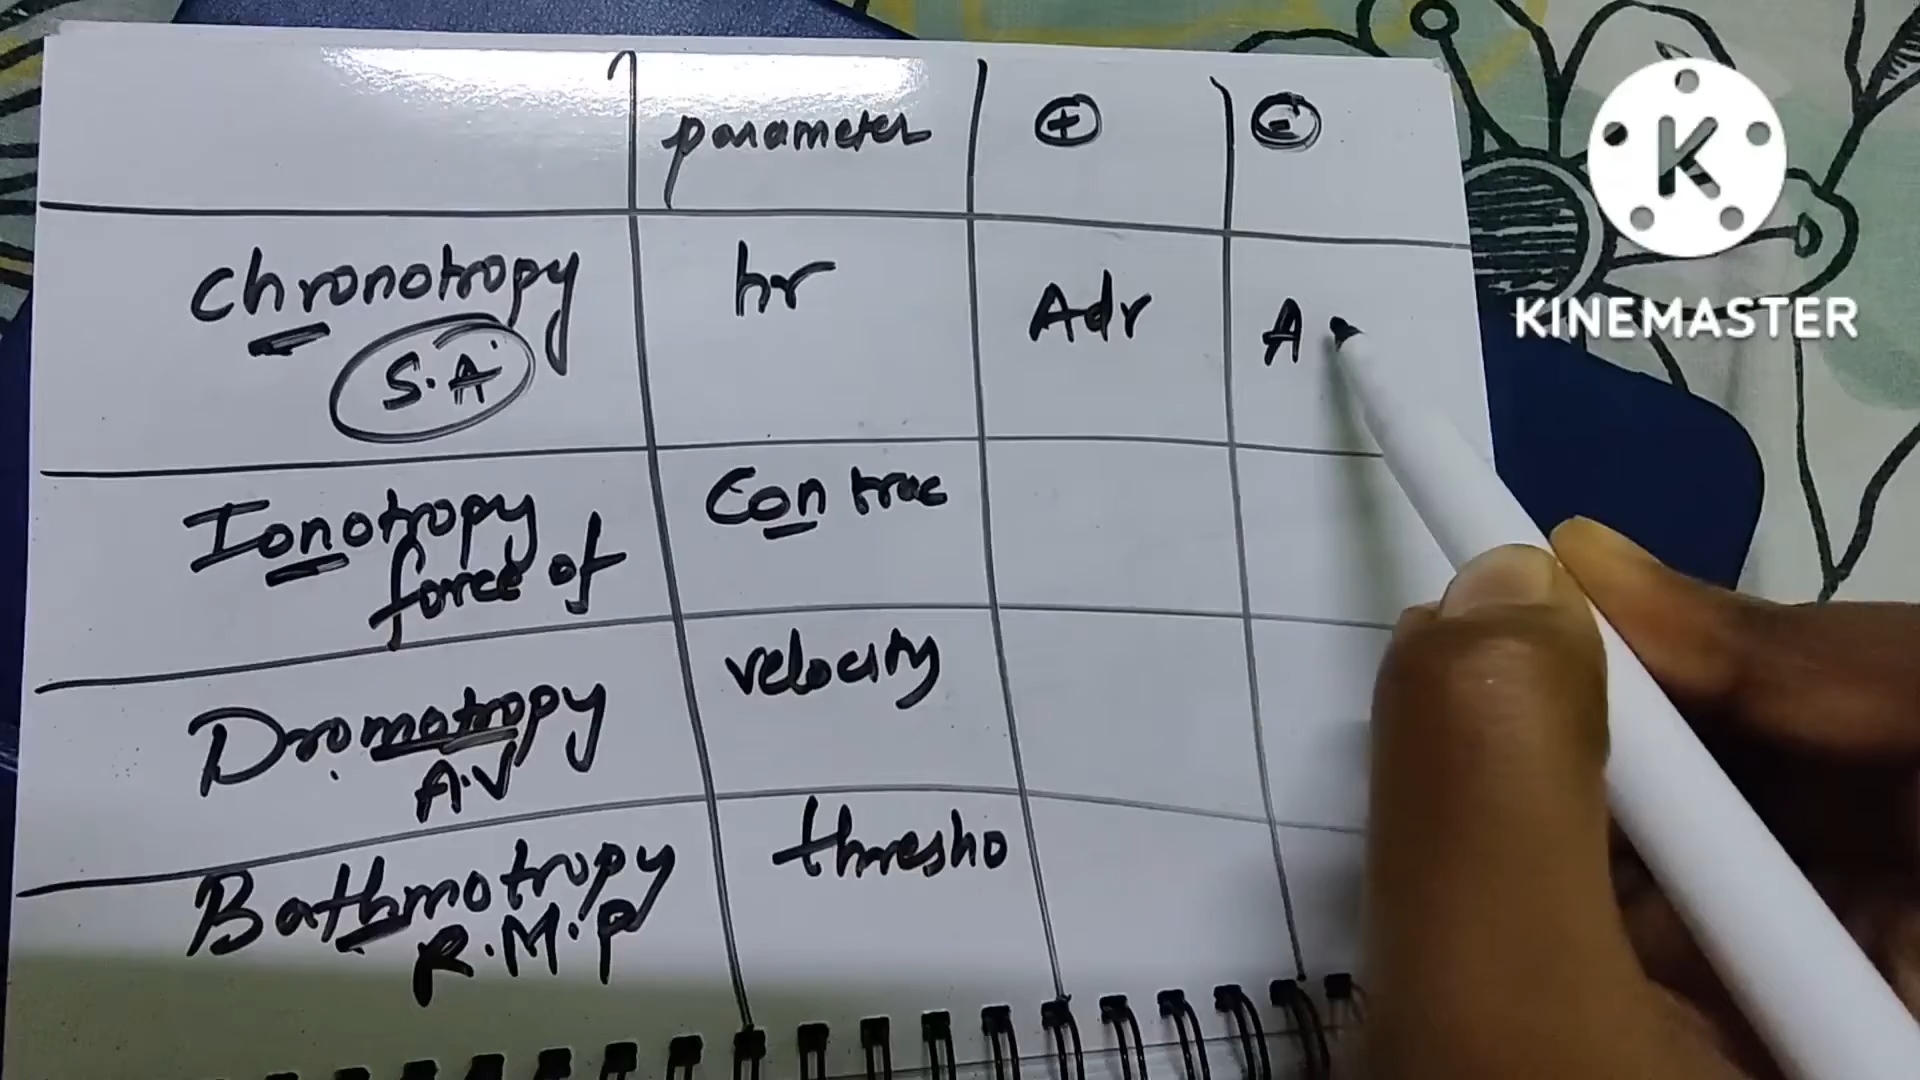 parameter + -
Chronotropy hr Adr A
S.A
Ionotropy Contrac
force of
Dromotropy velocity
A.V
Bathmotropy thresho
R.M.P
K
KINEMASTER